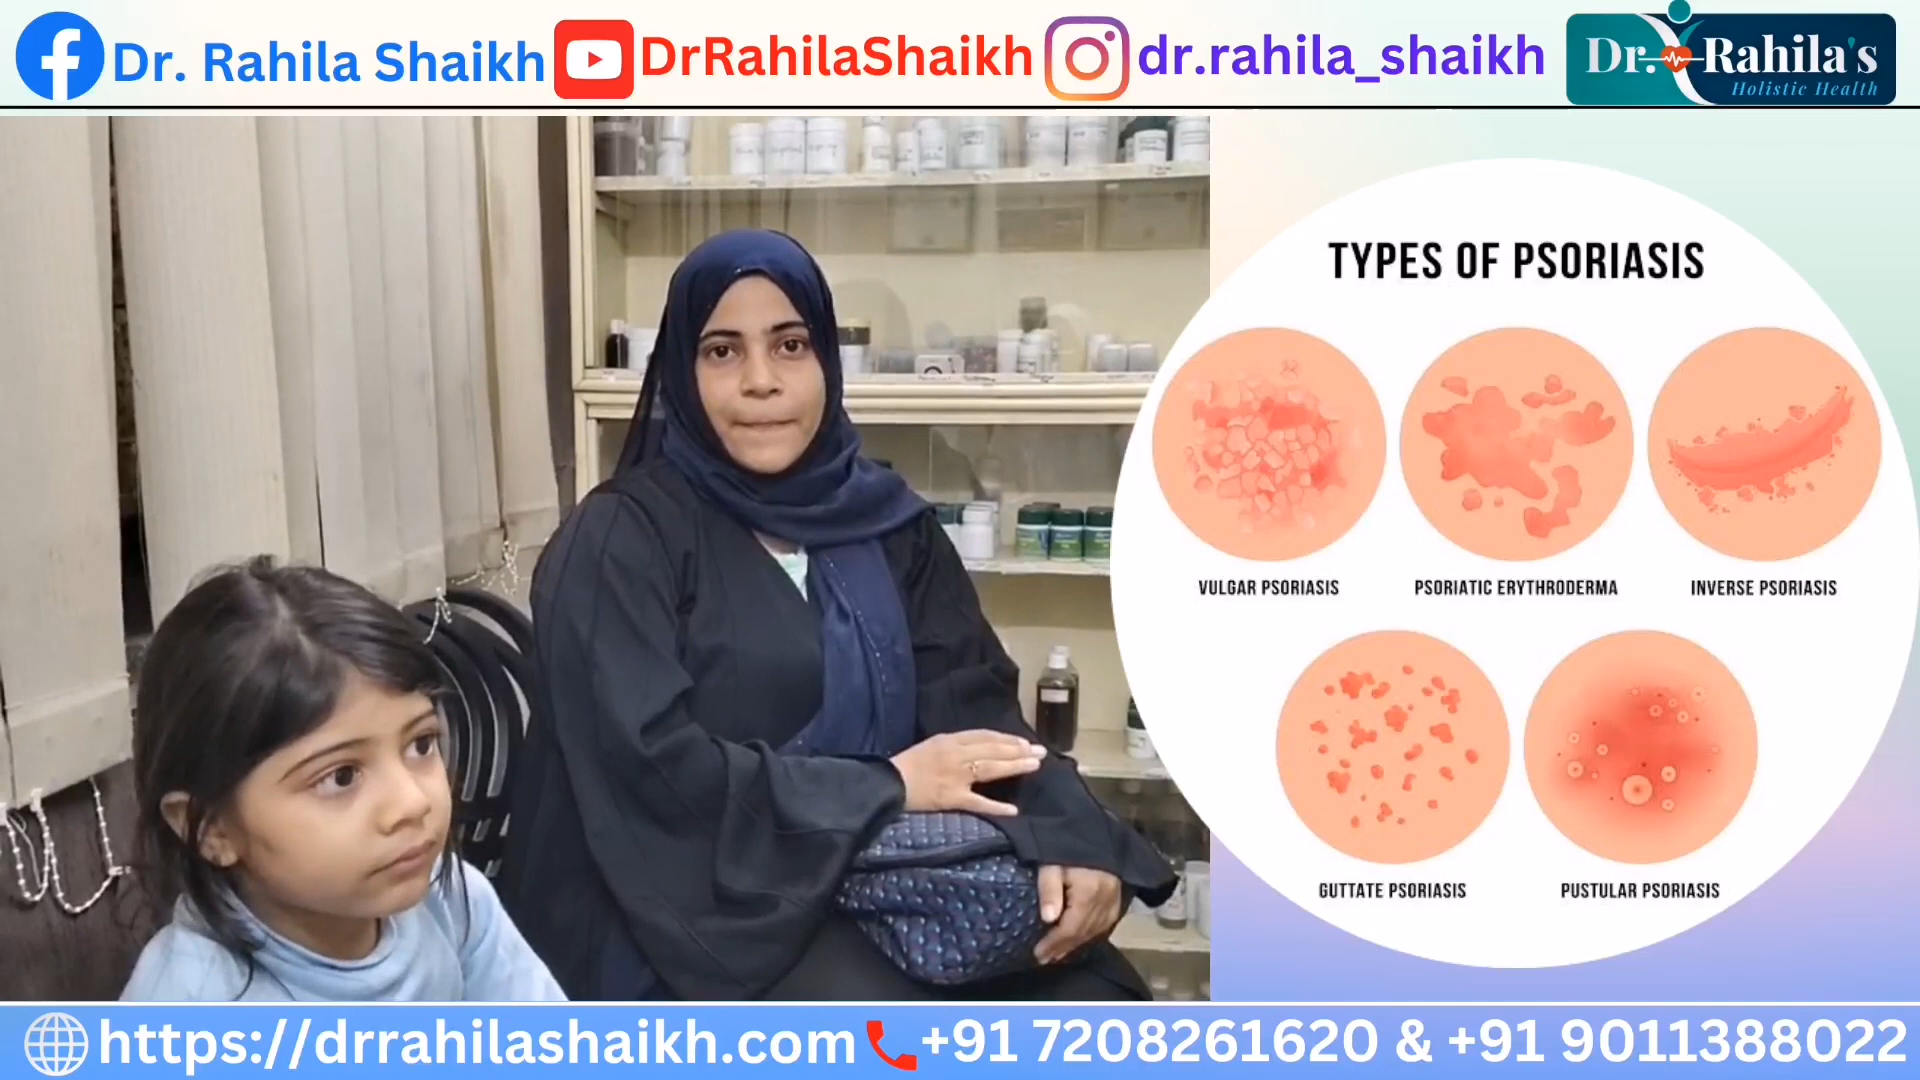 Dr. Rahila Shaikh DrRahilaShaikh dr.rahila_shaikh
Dr. Rahila's
Holistic Health
TYPES OF PSORIASIS
VULGAR PSORIASIS PSORIATIC ERYTHRODERMA INVERSE PSORIASIS
GUTTATE PSORIASIS PUSTULAR PSORIASIS
https://drrahilashaikh.com +91 7208261620 & +91 9011388022